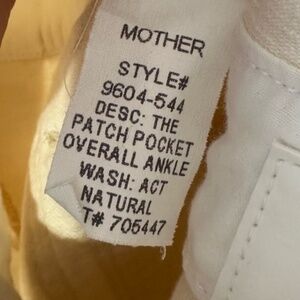 MOTHER
STYLE#
9604-544
DESC: THE
PATCH POCKET
OVERALL ANKLE
WASH: ACT
NATURAL
T# 705447